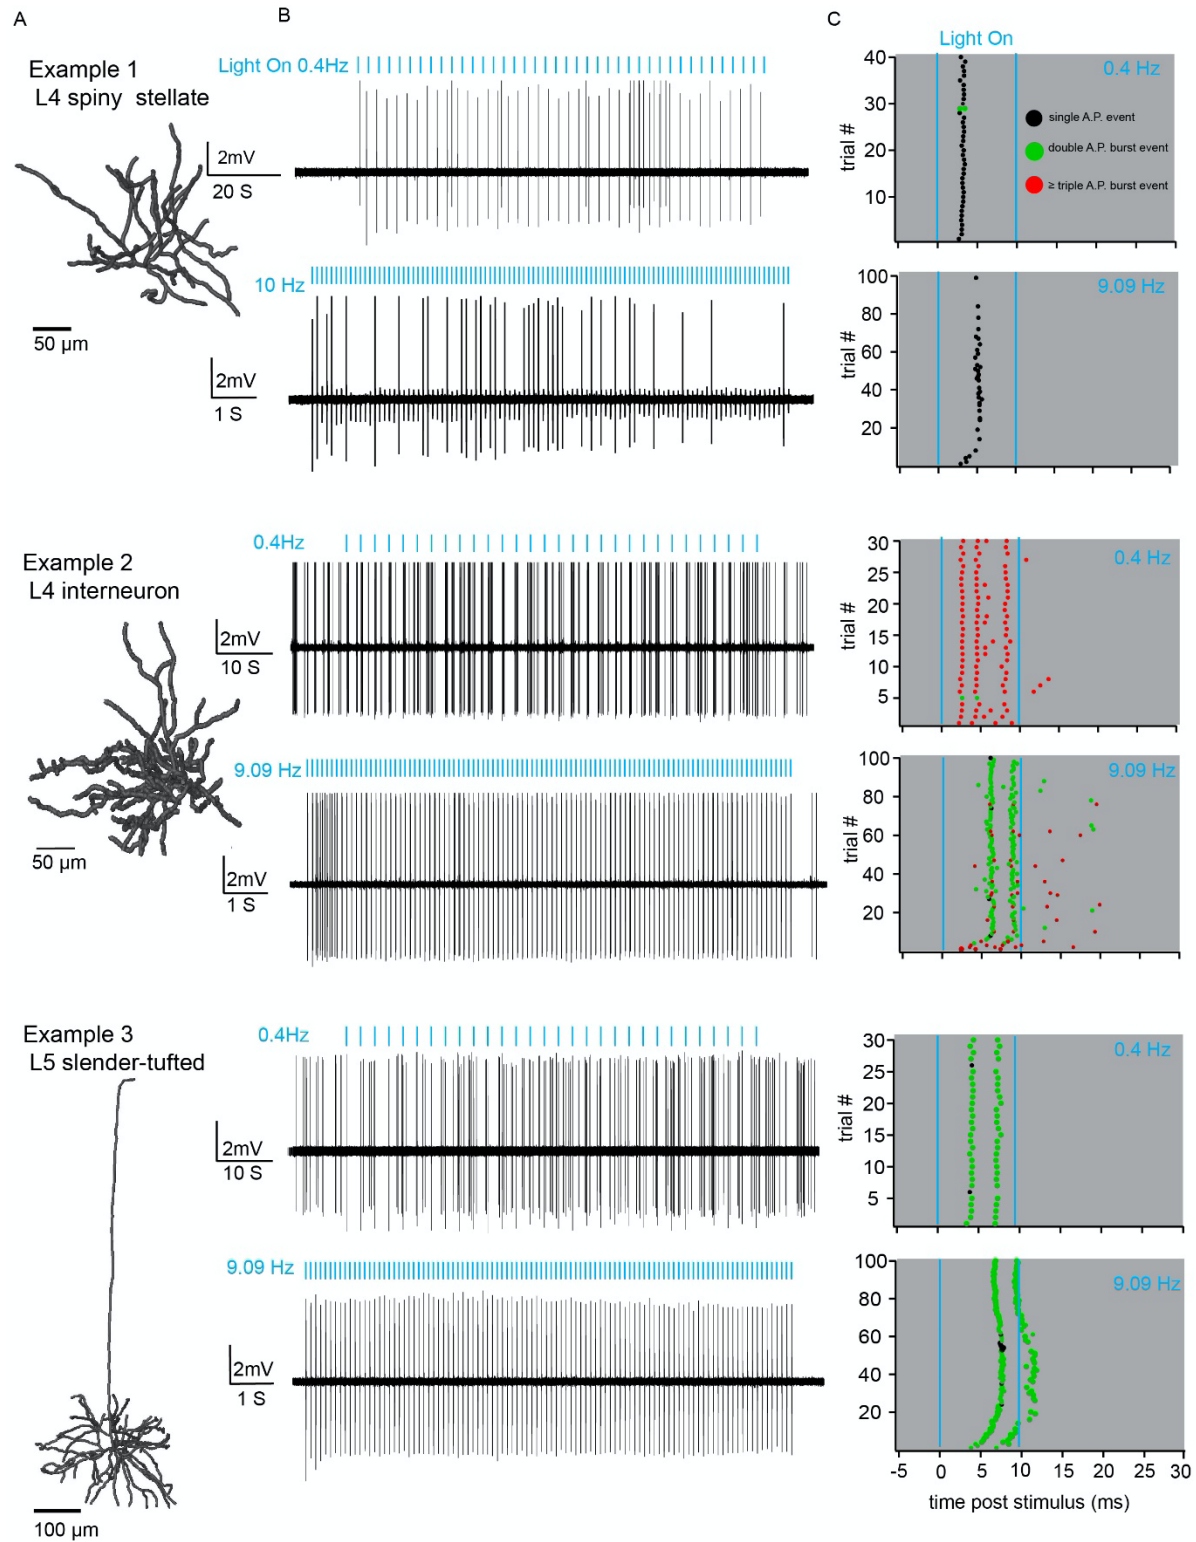 A
B
C
Example 1
L4 spiny stellate
50 µm
Light On 0.4Hz
2mV
20 S
10 Hz
2mV
1 S
Light On
0.4 Hz
single A.P. event
double A.P. burst event
≥ triple A.P. burst event
trial #
40
30
20
10
9.09 Hz
trial #
100
80
60
40
20
Example 2
L4 interneuron
50 µm
0.4Hz
2mV
10 S
9.09 Hz
2mV
1 S
0.4 Hz
trial #
30
25
20
15
10
5
9.09 Hz
trial #
100
80
60
40
20
Example 3
L5 slender-tufted
100 µm
0.4Hz
2mV
10 S
9.09 Hz
2mV
1 S
0.4 Hz
trial #
30
25
20
15
10
5
9.09 Hz
100
80
60
40
20
-5 0 5 10 15 20 25 30
time post stimulus (ms)